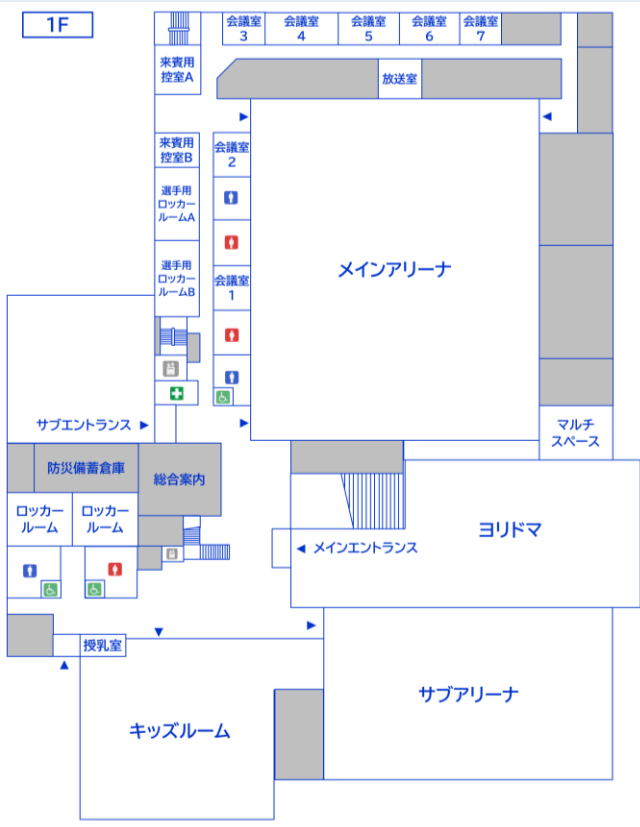 1F
会議室
3
会議室
4
会議室
5
会議室
6
会議室
7
来賓用
控室A
放送室
来賓用
控室B
会議室
2
選手用
ロッカー
ルームA
選手用
ロッカー
ルームB
会議室
1
メインアリーナ
サブエントランス
マルチ
スペース
防災備蓄倉庫
総合案内
ロッカー
ルーム
ロッカー
ルーム
ヨリドマ
メインエントランス
授乳室
キッズルーム
サブアリーナ